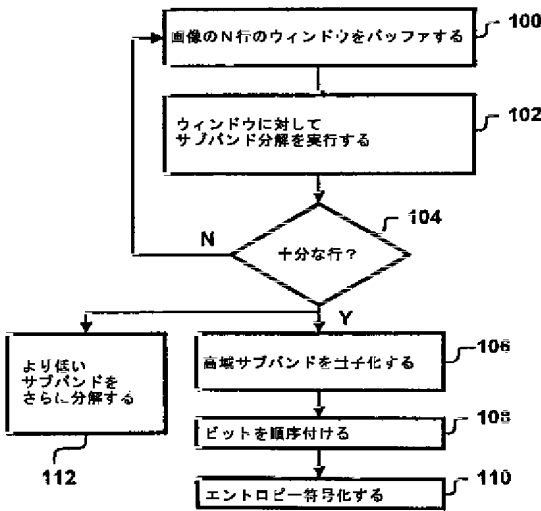 画像のN行のウィンドウをバッファする
100
ウィンドウに対して
サブバンド分解を実行する
102
十分な行？
104
N
Y
高域サブバンドを量子化する
106
より低い
サブバンドを
さらに分解する
112
ビットを順序付ける
108
エントロピー符号化する
110